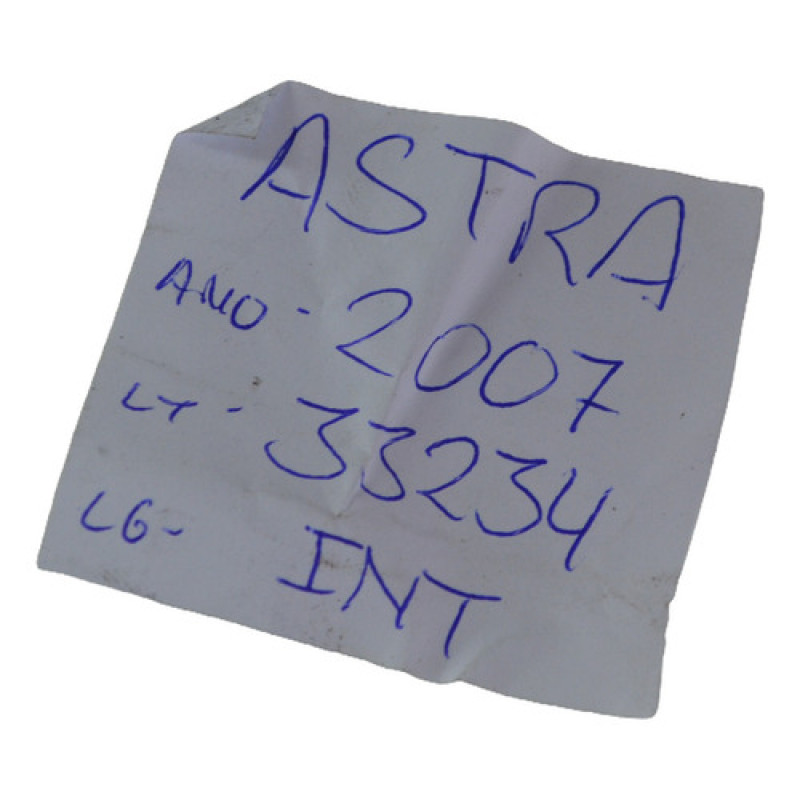 ASTRA
ANO - 2007
LT - 33234
LG - INT